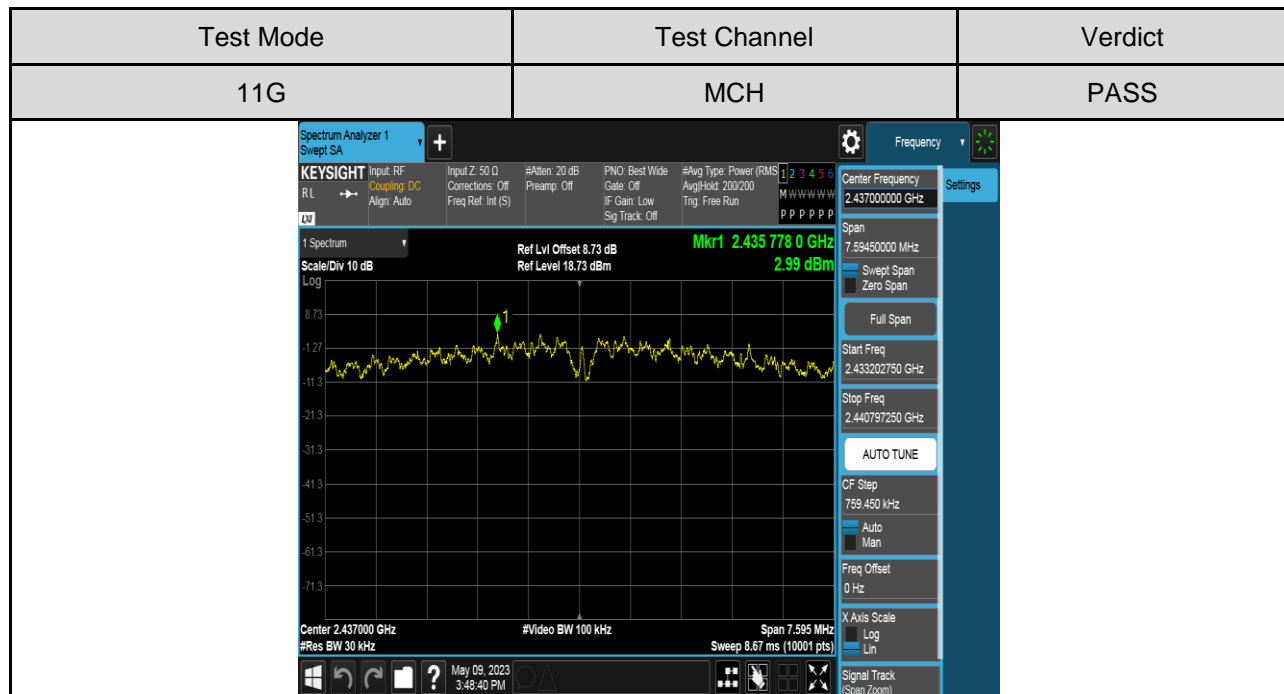 Test Mode Test Channel Verdict
11G MCH PASS
Spectrum Analyzer 1
Swept SA
+
Frequency
KEYSIGHT Input: RF Input Z: 50 Ω #Atten: 20 dB PNO: Best Wide #Avg Type: Power (RMS 1 2 3 4 5 6
RL Coupling: DC Corrections: Off Preamp: Off Gate: Off Avg|Hold: 200/200 M W W W W W
Align: Auto Freq Ref: Int (S) IF Gain: Low Trig: Free Run
LXI Sig Track: Off P P P P P P
1 Spectrum
Ref Lvl Offset 8.73 dB Mkr1 2.435 778 0 GHz
Scale/Div 10 dB Ref Level 18.73 dBm 2.99 dBm
Log
8.73
1
-1.27
-11.3
-21.3
-31.3
-41.3
-51.3
-61.3
-71.3
Center 2.437000 GHz #Video BW 100 kHz Span 7.595 MHz
#Res BW 30 kHz Sweep 8.67 ms (10001 pts)
?
May 09, 2023
3:48:40 PM
Center Frequency
2.437000000 GHz
Settings
Span
7.59450000 MHz
Swept Span
Zero Span
Full Span
Start Freq
2.433202750 GHz
Stop Freq
2.440797250 GHz
AUTO TUNE
CF Step
759.450 kHz
Auto
Man
Freq Offset
0 Hz
X Axis Scale
Log
Lin
Signal Track
(Span Zoom)